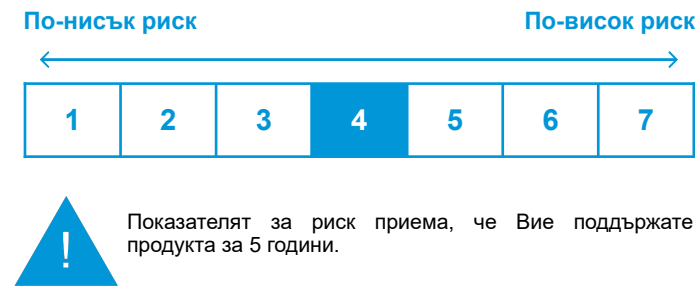 По-нисък риск По-висок риск
1 2 3 4 5 6 7
! Показателят за риск приема, че Вие поддържате
продукта за 5 години.